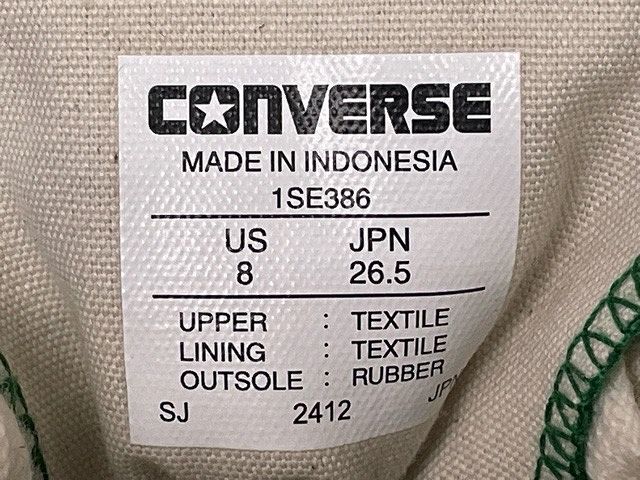 CONVERSE
MADE IN INDONESIA
1SE386
US JPN
8 26.5
UPPER : TEXTILE
LINING : TEXTILE
OUTSOLE : RUBBER
SJ 2412